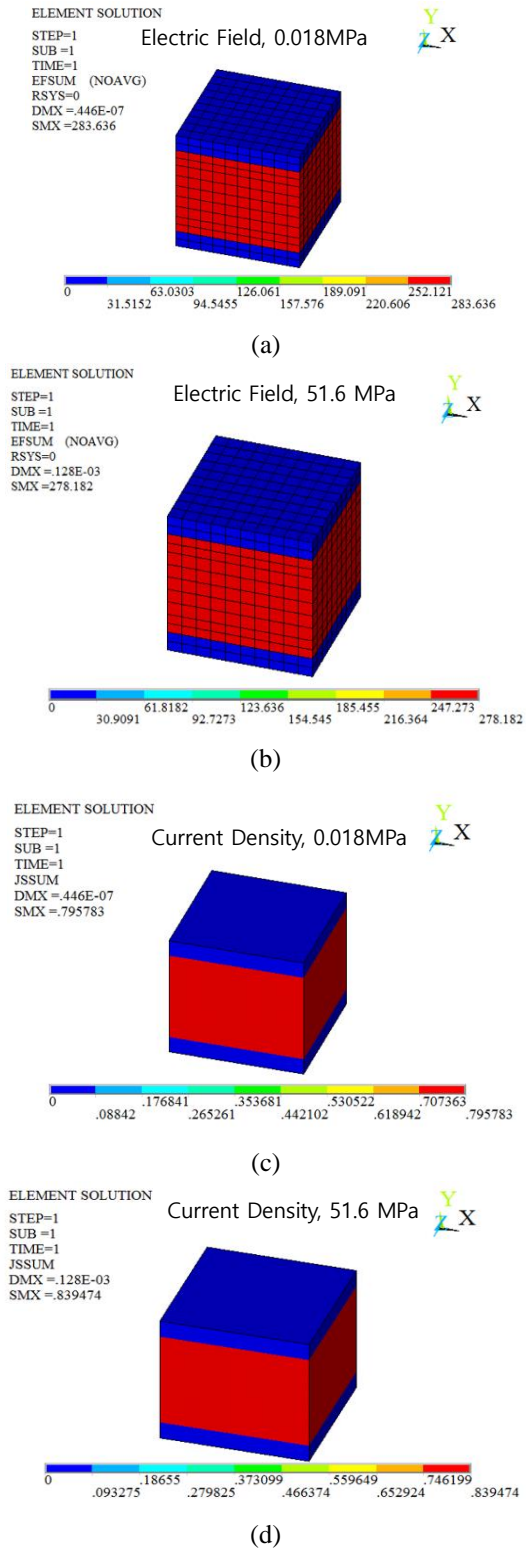 ELEMENT SOLUTION
STEP=1
SUB =1
TIME=1
EFSUM (NOAVG)
RSYS=0
DMX =.446E-07
SMX =283.636
Electric Field, 0.018MPa
Y
Z
X
0 63.0303 126.061 189.091 252.121
31.5152 94.5455 157.576 220.606 283.636
(a)
ELEMENT SOLUTION
STEP=1
SUB =1
TIME=1
EFSUM (NOAVG)
RSYS=0
DMX =.128E-03
SMX =278.182
Electric Field, 51.6 MPa
Y
Z
X
0 61.8182 123.636 185.455 247.273
30.9091 92.7273 154.545 216.364 278.182
(b)
ELEMENT SOLUTION
STEP=1
SUB =1
TIME=1
JSSUM
DMX =.446E-07
SMX =.795783
Current Density, 0.018MPa
Y
Z
X
0 .176841 .353681 .530522 .707363
.08842 .265261 .442102 .618942 .795783
(c)
ELEMENT SOLUTION
STEP=1
SUB =1
TIME=1
JSSUM
DMX =.128E-03
SMX =.839474
Current Density, 51.6 MPa
Y
Z
X
0 .18655 .373099 .559649 .746199
.093275 .279825 .466374 .652924 .839474
(d)